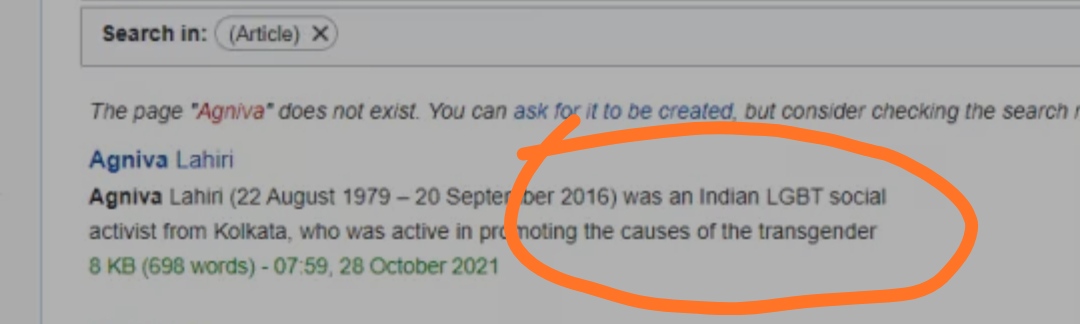 Search in: (Article) ✕
The page "Agniva" does not exist. You can ask for it to be created, but consider checking the search
Agniva Lahiri
Agniva Lahiri (22 August 1979 – 20 September 2016) was an Indian LGBT social
activist from Kolkata, who was active in promoting the causes of the transgender
8 KB (698 words) - 07:59, 28 October 2021